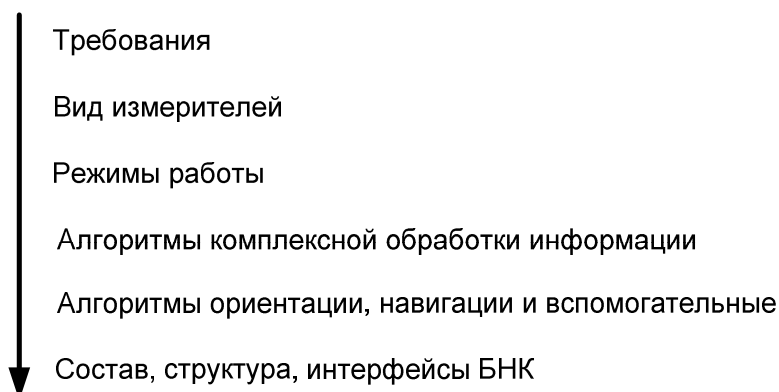 Требования
Вид измерителей
Режимы работы
Алгоритмы комплексной обработки информации
Алгоритмы ориентации, навигации и вспомогательные
Состав, структура, интерфейсы БНК